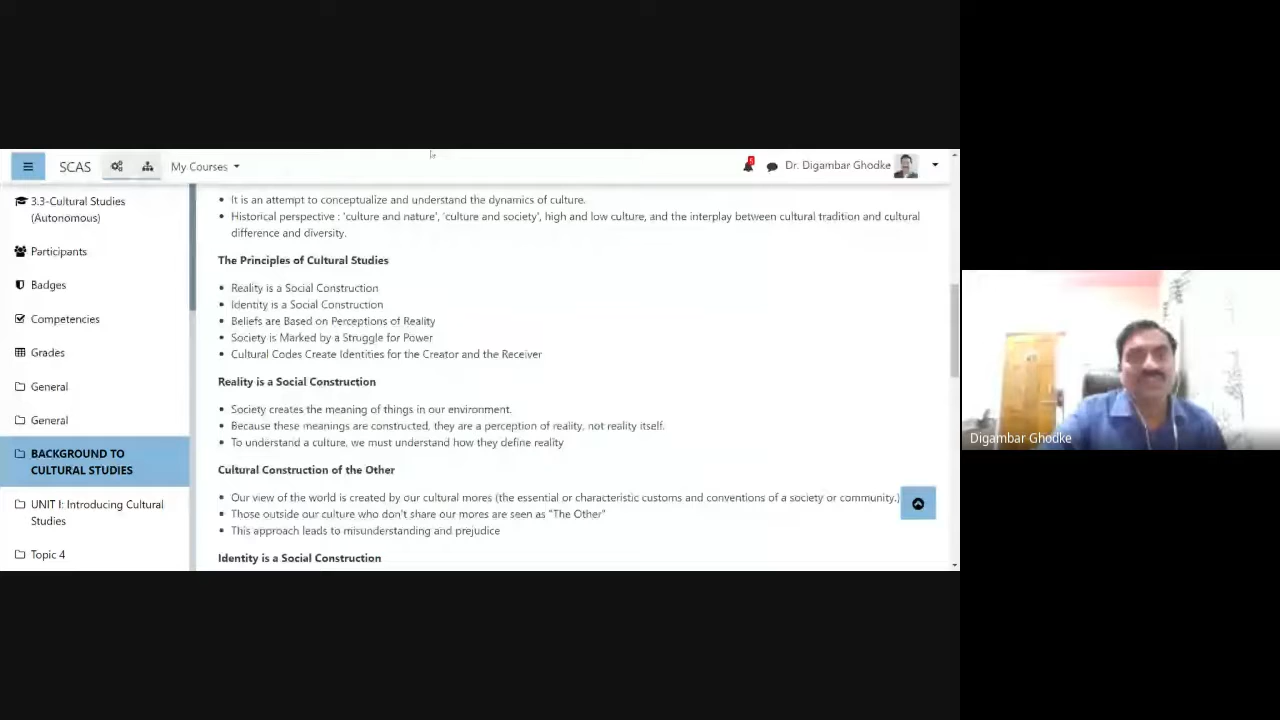 SCAS
My Courses
Dr. Digambar Ghodke
3.3-Cultural Studies
(Autonomous)
Participants
Badges
Competencies
Grades
General
General
BACKGROUND TO
CULTURAL STUDIES
UNIT I: Introducing Cultural
Studies
Topic 4
It is an attempt to conceptualize and understand the dynamics of culture.
Historical perspective : 'culture and nature', 'culture and society', high and low culture, and the interplay between cultural tradition and cultural
difference and diversity.
The Principles of Cultural Studies
Reality is a Social Construction
Identity is a Social Construction
Beliefs are Based on Perceptions of Reality
Society is Marked by a Struggle for Power
Cultural Codes Create Identities for the Creator and the Receiver
Reality is a Social Construction
Society creates the meaning of things in our environment.
Because these meanings are constructed, they are a perception of reality, not reality itself.
To understand a culture, we must understand how they define reality
Cultural Construction of the Other
Our view of the world is created by our cultural mores (the essential or characteristic customs and conventions of a society or community.)
Those outside our culture who don't share our mores are seen as "The Other"
This approach leads to misunderstanding and prejudice
Identity is a Social Construction
Digambar Ghodke